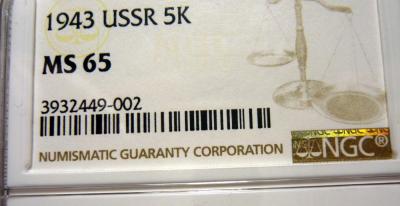 1943 USSR 5K
MS 65
3932449-002
NUMISMATIC GUARANTY CORPORATION
NGC®